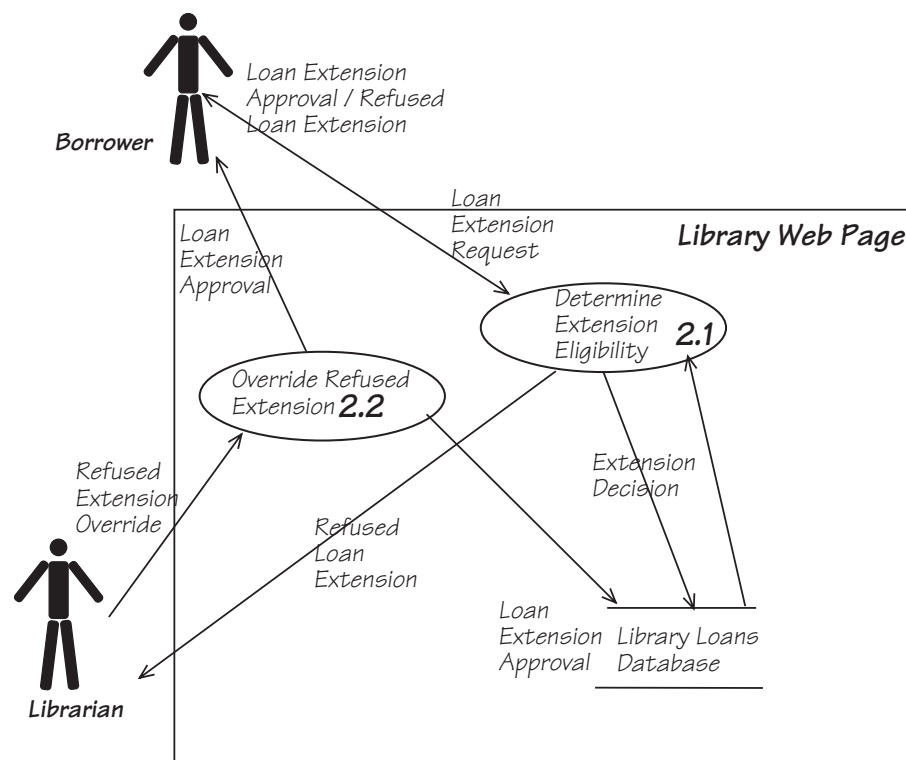 Loan Extension
Approval / Refused
Loan Extension
Borrower
Loan
Extension
Request
Library Web Page
Loan
Extension
Approval
Determine
Extension
Eligibility 2.1
Override Refused
Extension 2.2
Extension
Decision
Refused
Extension
Override
Refused
Loan
Extension
Loan
Extension
Approval
Library Loans
Database
Librarian